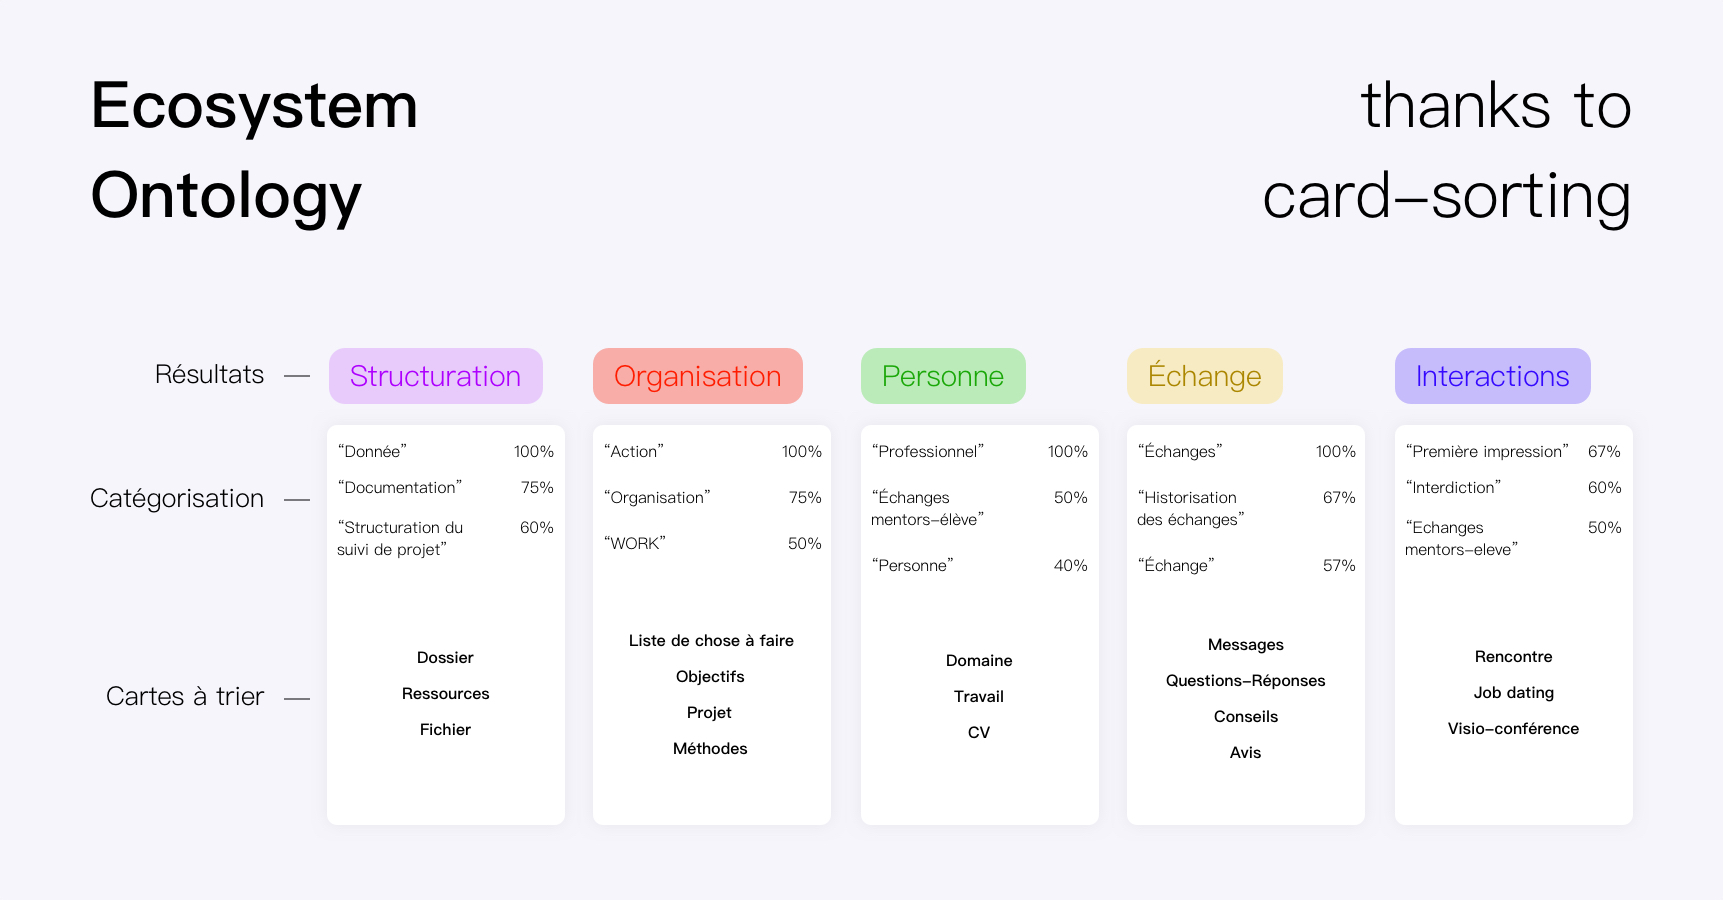 Ecosystem
Ontology
thanks to
card–sorting
Résultats
Structuration
Organisation
Personne
Échange
Interactions
Catégorisation
“Donnée” 100%
“Documentation” 75%
“Structuration du 60%
suivi de projet”
“Action” 100%
“Organisation” 75%
“WORK” 50%
“Professionnel” 100%
“Échanges 50%
mentors–élève”
“Personne” 40%
“Échanges” 100%
“Historisation 67%
des échanges”
“Échange” 57%
“Première impression” 67%
“Interdiction” 60%
“Echanges 50%
mentors–eleve”
Cartes à trier
Dossier
Ressources
Fichier
Liste de chose à faire
Objectifs
Projet
Méthodes
Domaine
Travail
CV
Messages
Questions–Réponses
Conseils
Avis
Rencontre
Job dating
Visio–conférence